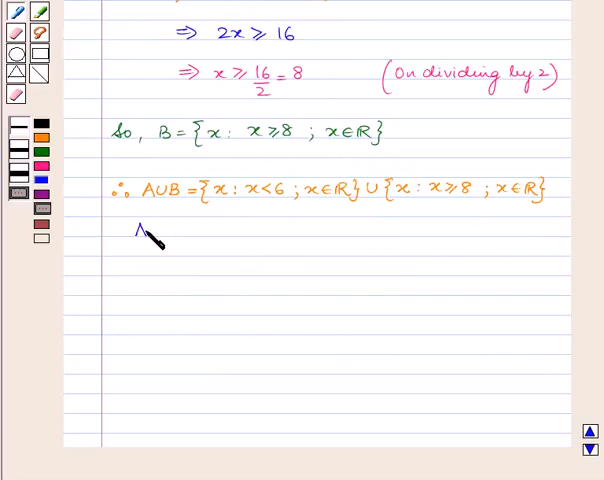 ⇒ 2x ⩾ 16
⇒ x ⩾ 16/2 = 8 (On dividing by 2)
So, B = {x : x ⩾ 8 ; x ∈ ℝ}
∴ A∪B = {x : x < 6 ; x ∈ ℝ} ∪ {x : x ⩾ 8 ; x ∈ ℝ}